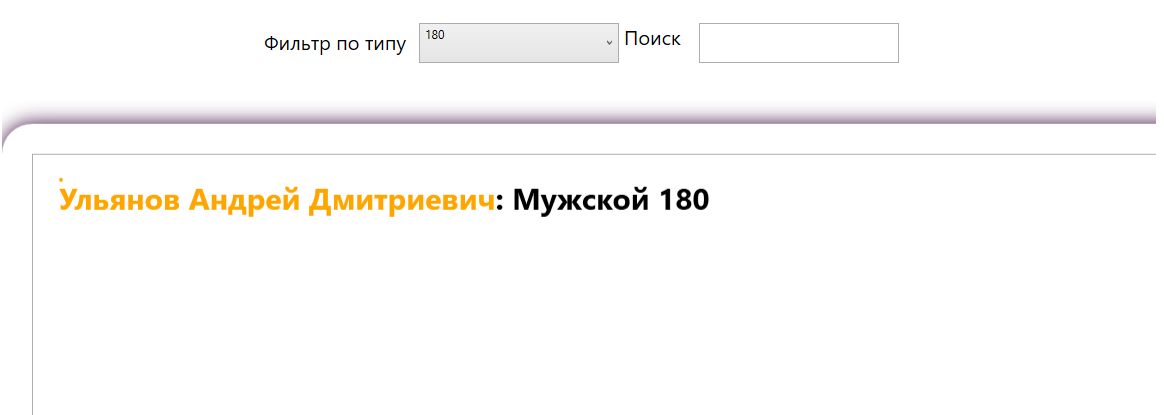 Фильтр по типу 180 Поиск
Ульянов Андрей Дмитриевич: Мужской 180